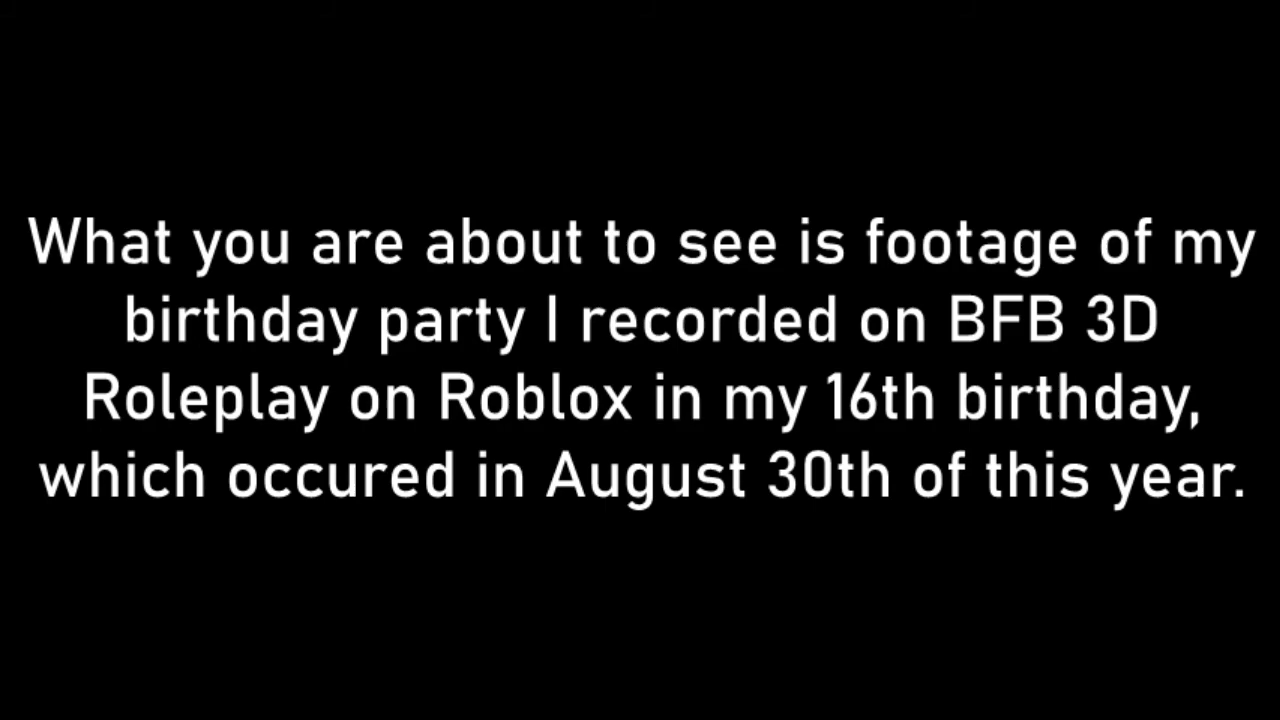 What you are about to see is footage of my
birthday party I recorded on BFB 3D
Roleplay on Roblox in my 16th birthday,
which occured in August 30th of this year.